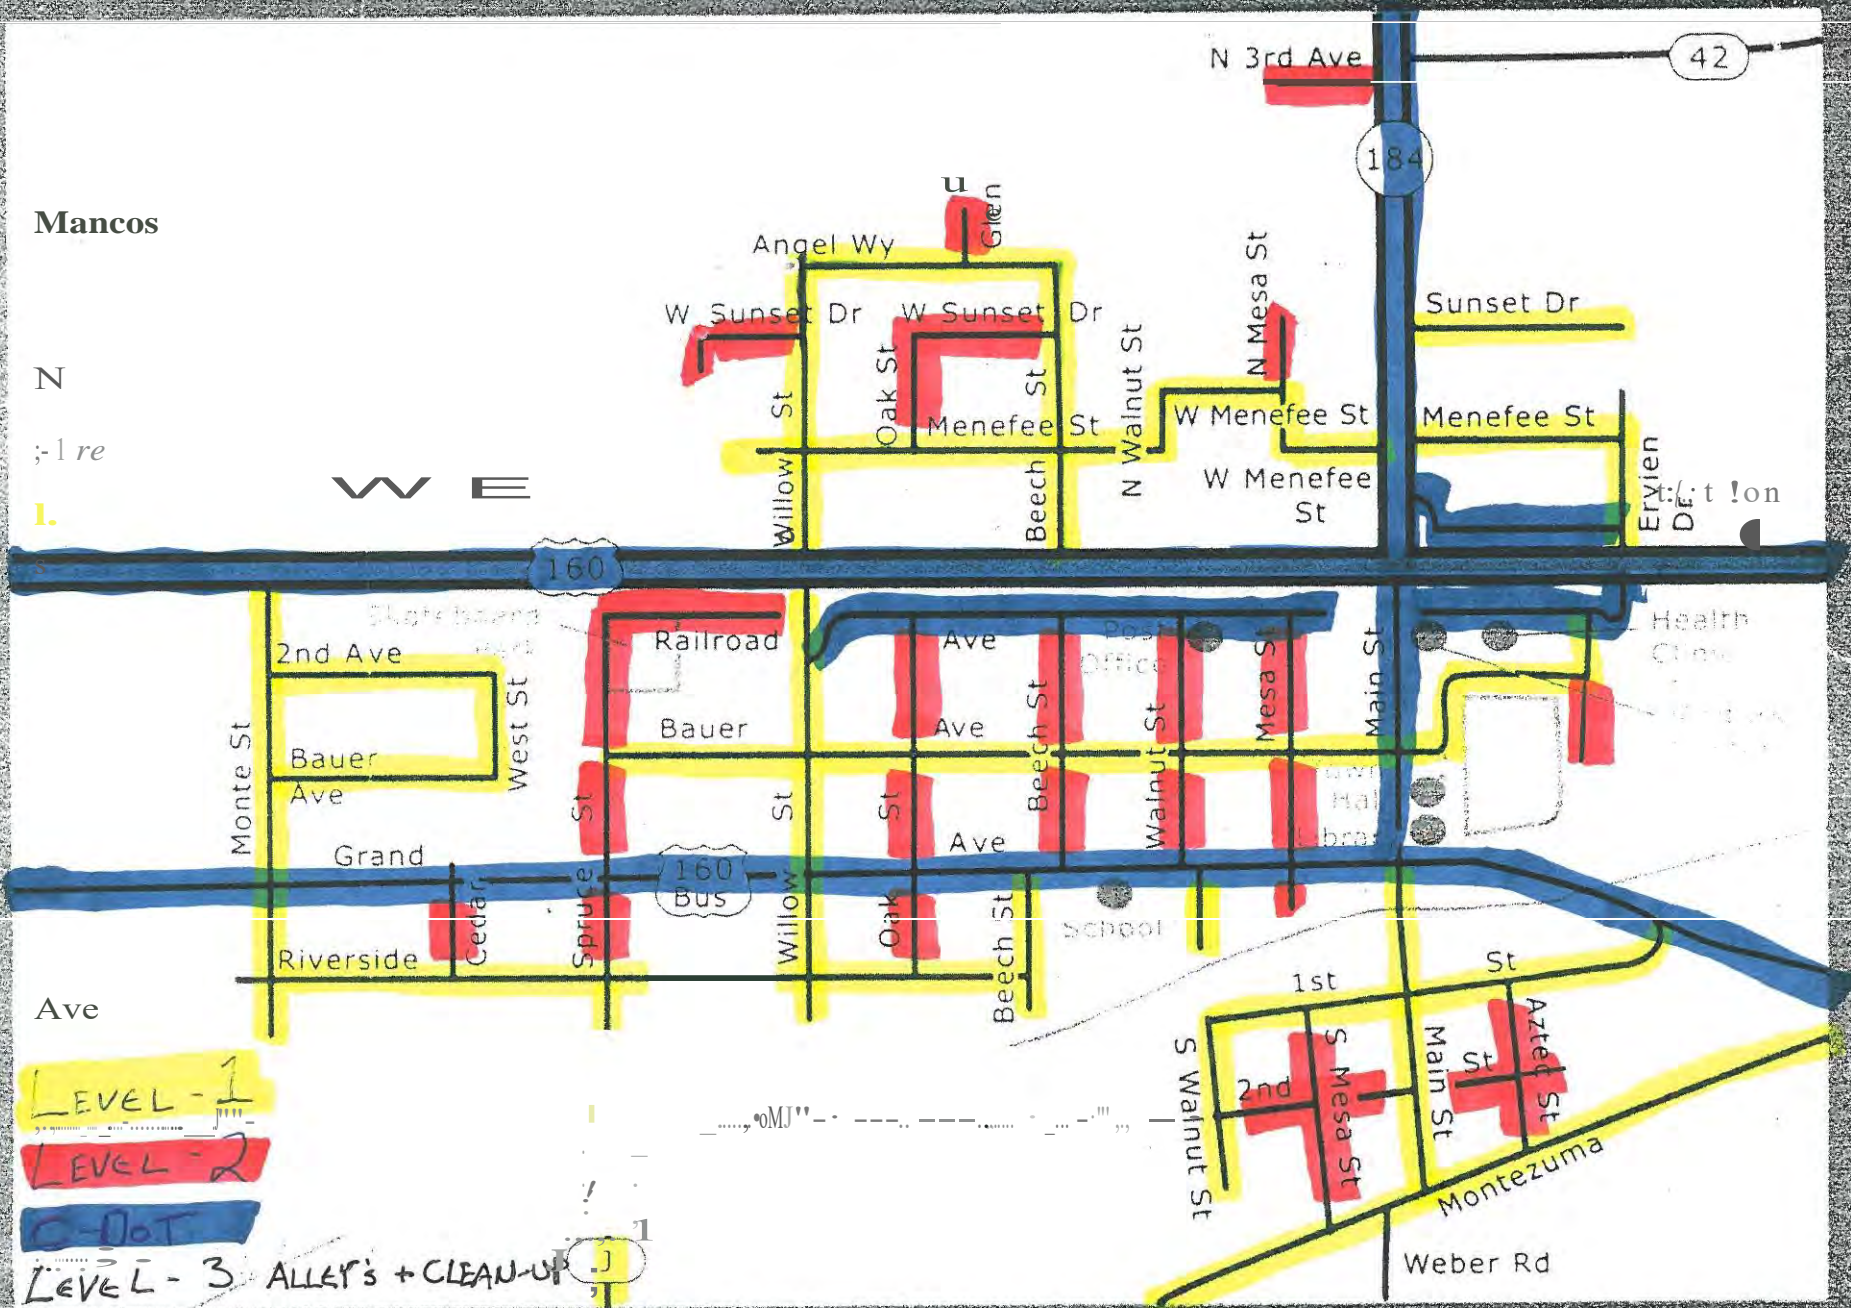 N 3rd Ave
42
184
Mancos
Glen
Angel Wy
N Mesa St
W Sunset Dr
W Sunset Dr
Sunset Dr
N
Oak St
St
St
N Walnut St
Menefee St
W Menefee St
Menefee St
W Menefee
St
W E
Willow
Beech
Ervien
Dr
160
Skateboard
Park
Railroad
Ave
Post
Office
Health
Clinic
2nd Ave
West St
Monte St
Bauer
Ave
Bauer
Ave
Beech St
Walnut St
Mesa St
Main St
St
St
St
Hal
Grand
160
Bus
Ave
Cedar
Spruce
Willow
Oak
Beech St
School
Riverside
1st
St
Ave
S Walnut St
2nd
S Mesa St
Main St
St
Aztec St
Montezuma
Weber Rd
LEVEL - 1
LEVEL - 2
C-DOT
LEVEL - 3 ALLEY's + CLEAN-UP
J